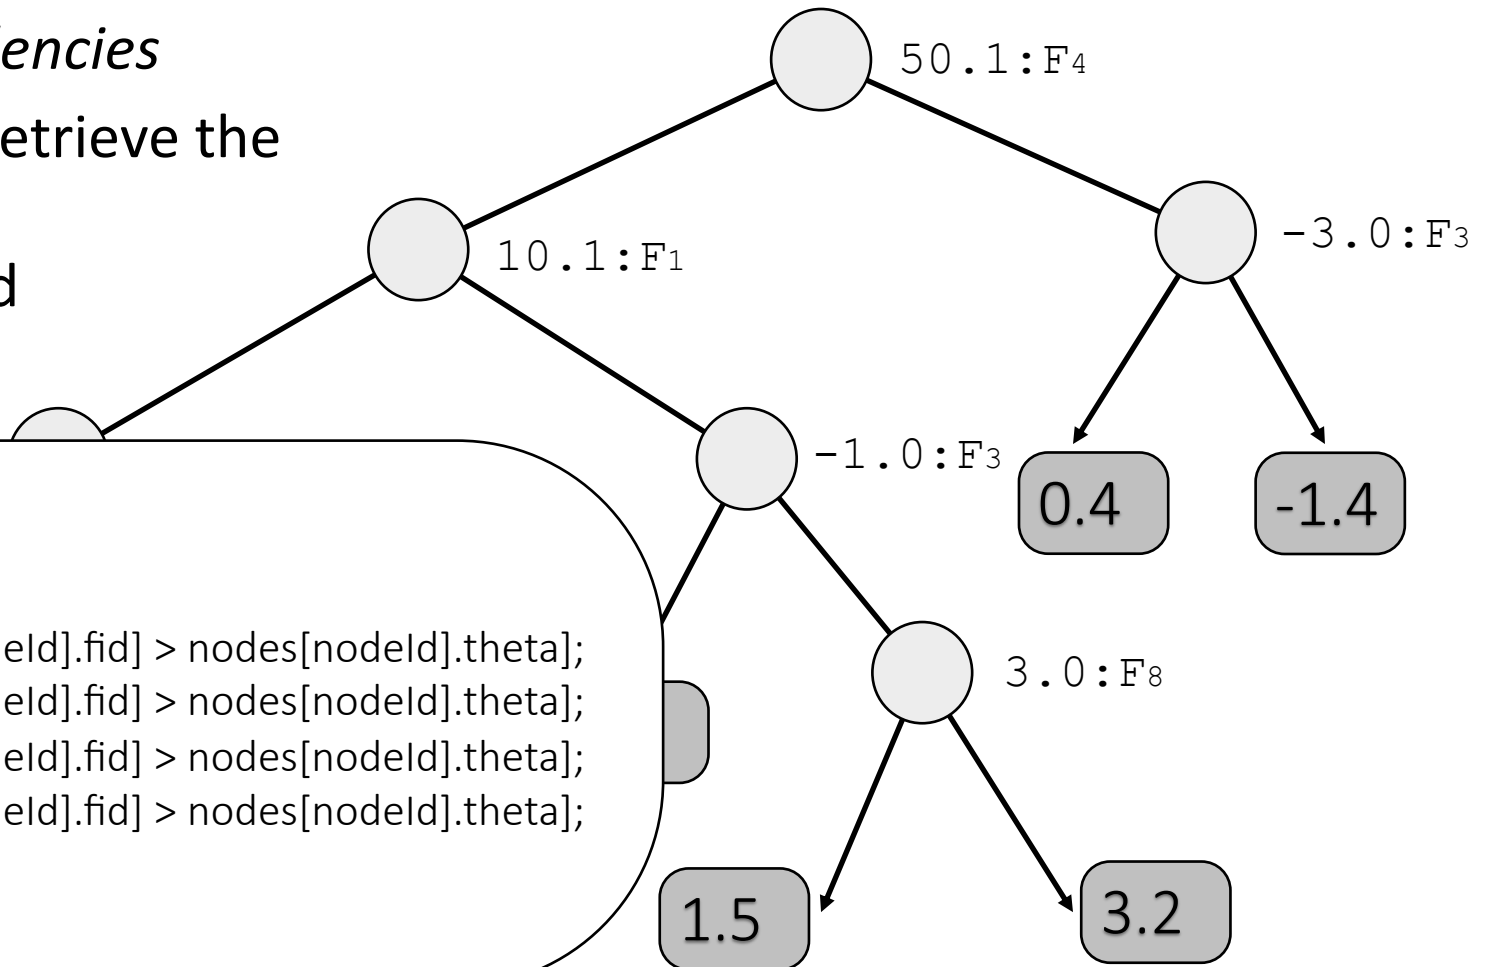 encies
50.1:F4
etrieve the
-3.0:F3
10.1:F1
d
-1.0:F3
0.4
-1.4
eId].fid] > nodes[nodeId].theta];
3.0:F8
eId].fid] > nodes[nodeId].theta];
eId].fid] > nodes[nodeId].theta];
eId].fid] > nodes[nodeId].theta];
1.5
3.2